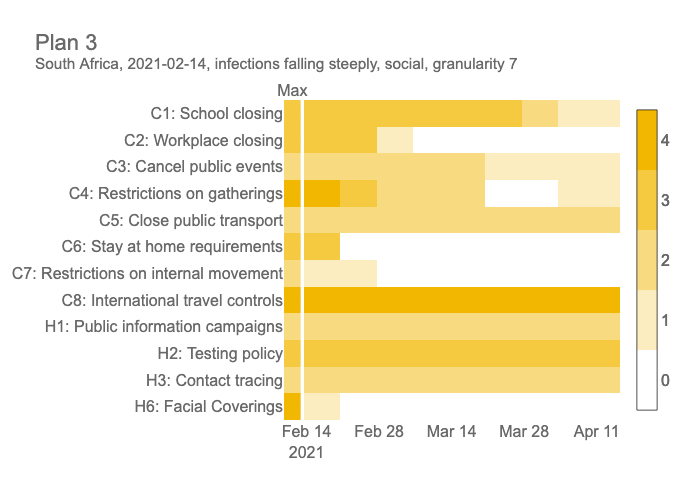 Plan 3
South Africa, 2021-02-14, infections falling steeply, social, granularity 7
Max
C1: School closing
C2: Workplace closing
C3: Cancel public events
C4: Restrictions on gatherings
C5: Close public transport
C6: Stay at home requirements
C7: Restrictions on internal movement
C8: International travel controls
H1: Public information campaigns
H2: Testing policy
H3: Contact tracing
H6: Facial Coverings
Feb 14 Feb 28 Mar 14 Mar 28 Apr 11
2021
4
3
2
1
0